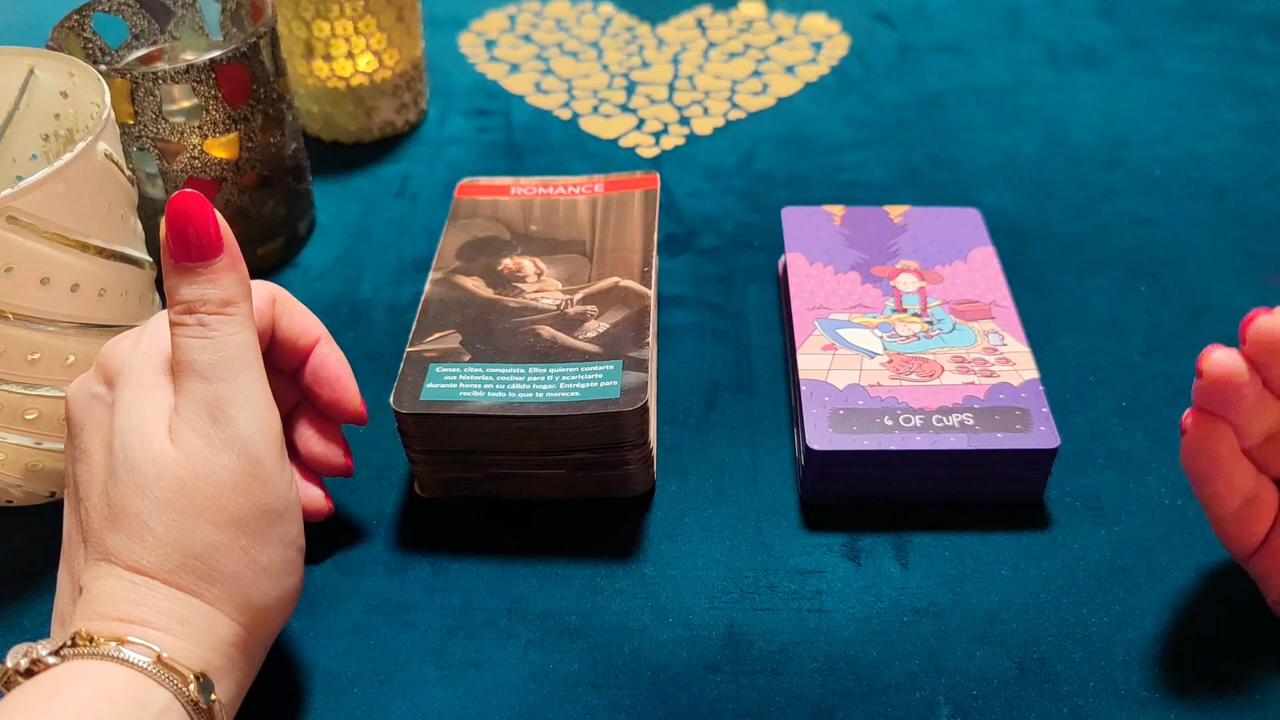 ROMANCE
Cenas, citas, conquista. Ellos quieren contarte
sus historias, cocinar para ti y acariciarte
durante horas en su cálido hogar. Entrégate para
recibir todo lo que te mereces.
6 OF CUPS